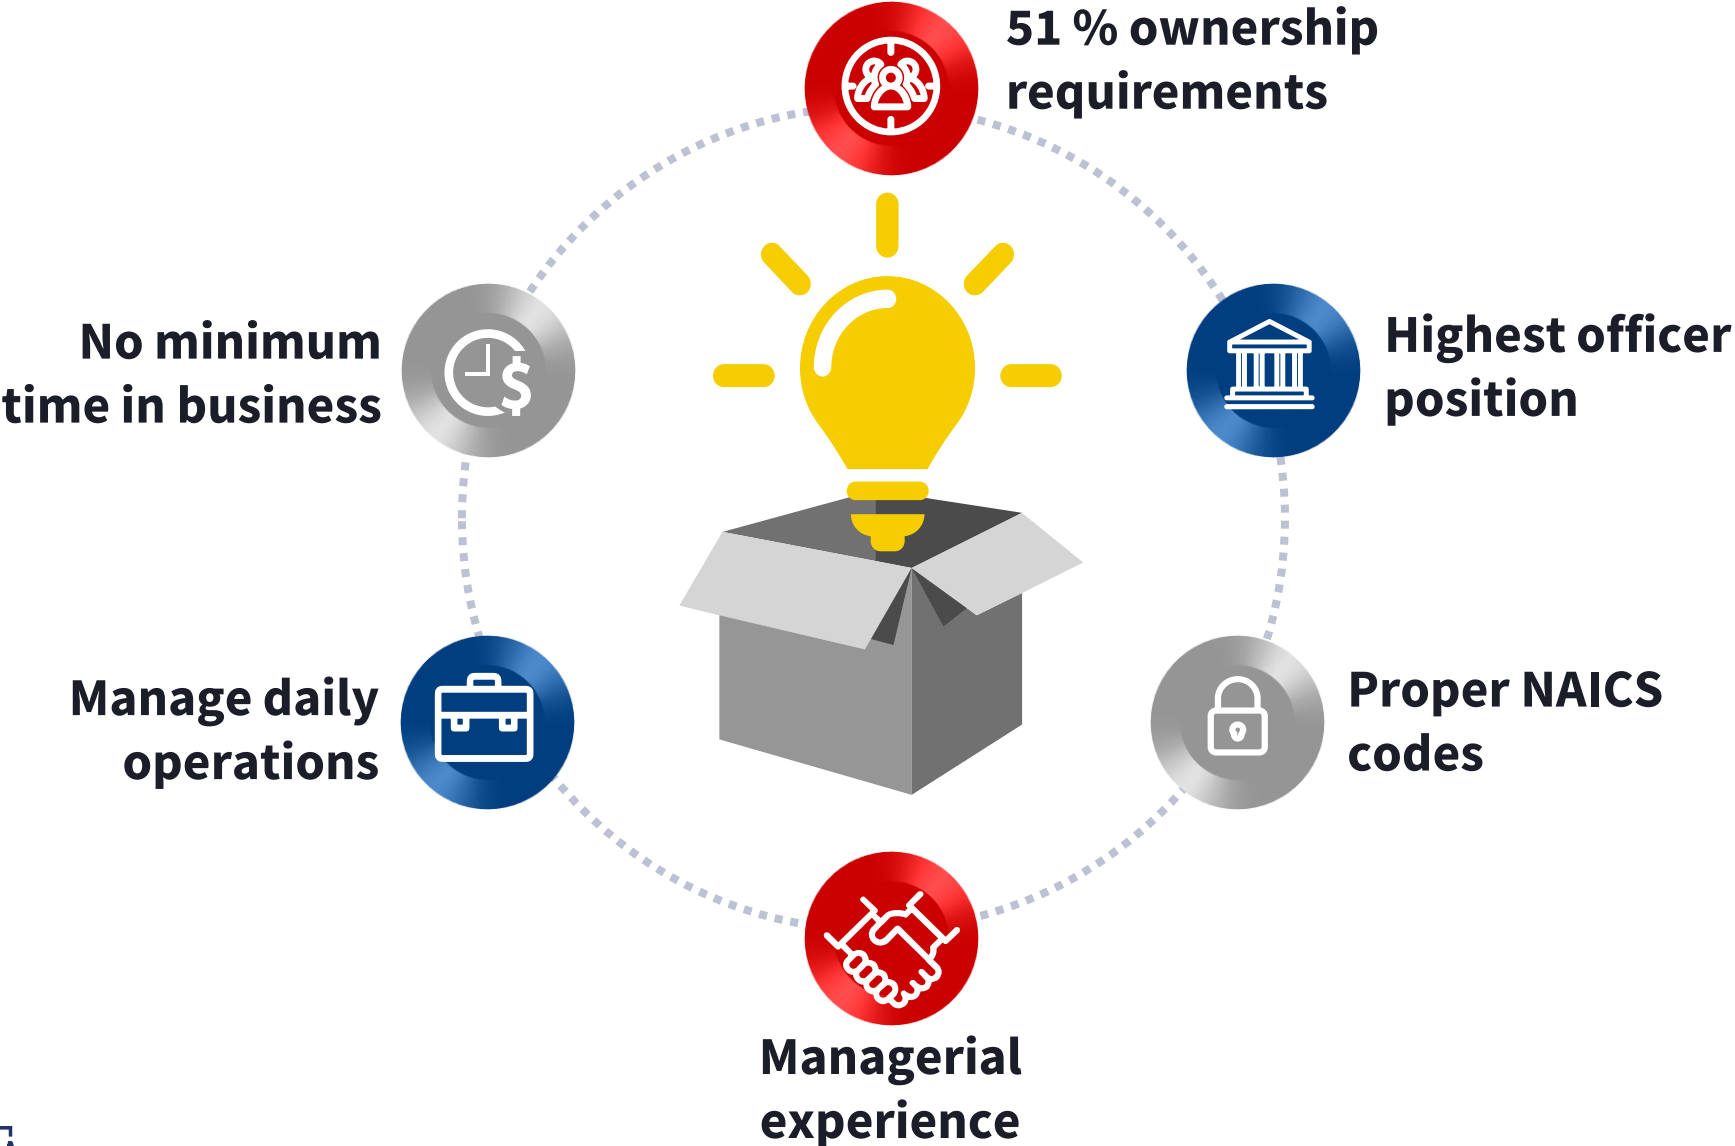 51 % ownership
requirements
Highest officer
position
Proper NAICS
codes
Managerial
experience
Manage daily
operations
No minimum
time in business